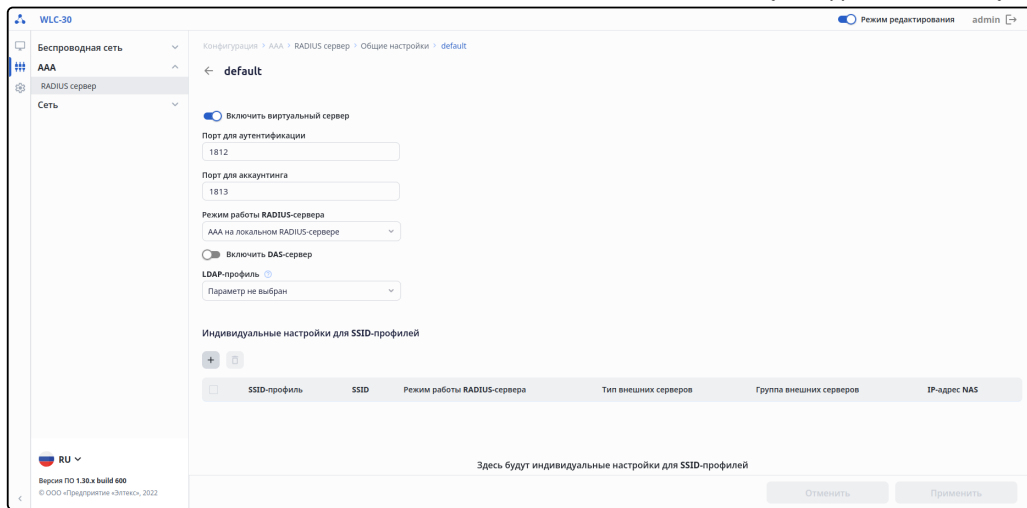 WLC-30
Режим редактирования
admin
Беспроводная сеть
Конфигурация > AAA > RADIUS сервер > Общие настройки > default
AAA
← default
RADIUS сервер
Сеть
Включить виртуальный сервер
Порт для аутентификации
1812
Порт для аккаунтинга
1813
Режим работы RADIUS-сервера
AAA на локальном RADIUS-сервере
Включить DAS-сервер
LDAP-профиль ?
Параметр не выбран
Индивидуальные настройки для SSID-профилей
+
SSID-профиль SSID Режим работы RADIUS-сервера Тип внешних серверов Группа внешних серверов IP-адрес NAS
Здесь будут индивидуальные настройки для SSID-профилей
RU
Версия ПО 1.30.x build 600
© ООО «Предприятие «Элтекс», 2022
Отменить
Применить